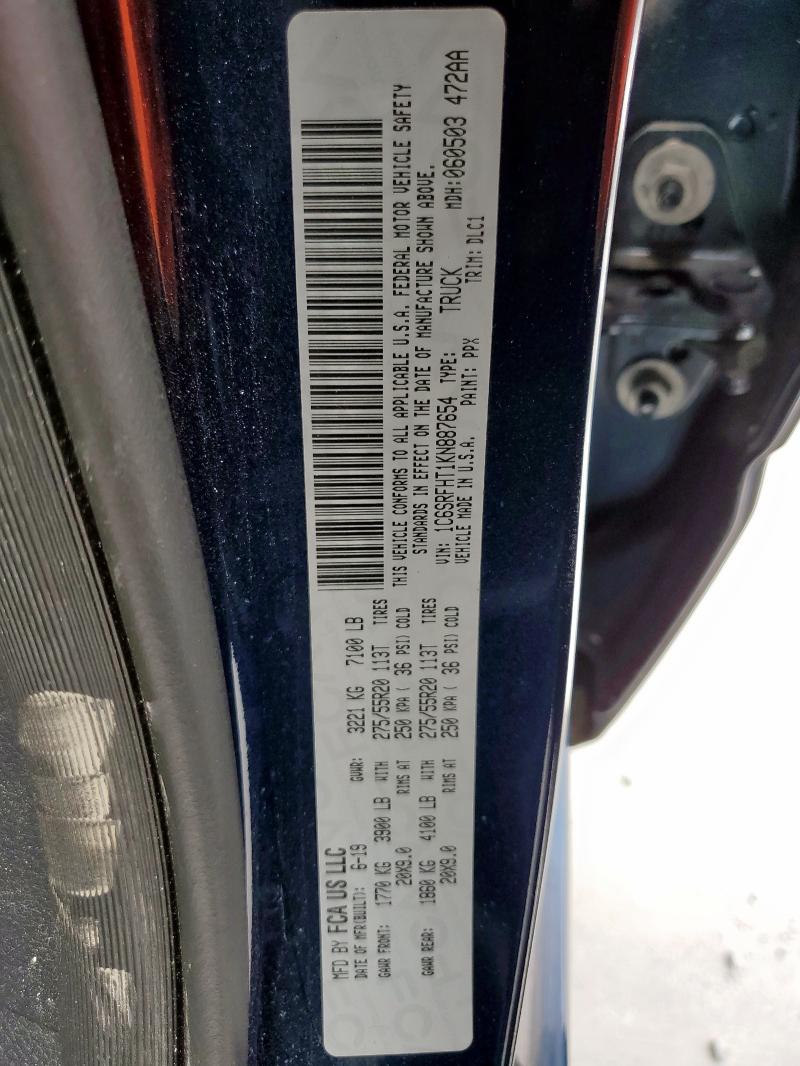 MFD BY FCA US LLC
DATE OF MFR(BUILT): 6-19 GVWR: 3221 KG 7100 LB
GAWR FRONT: 1770 KG 3900 LB WITH 275/55R20 113T TIRES
20X9.0 RIMS AT 250 KPA ( 36 PSI) COLD
GAWR REAR: 1860 KG 4100 LB WITH 275/55R20 113T TIRES
20X9.0 RIMS AT 250 KPA ( 36 PSI) COLD
THIS VEHICLE CONFORMS TO ALL APPLICABLE U.S.A. FEDERAL MOTOR VEHICLE SAFETY
STANDARDS IN EFFECT ON THE DATE OF MANUFACTURE SHOWN ABOVE.
VIN: 1C6SRFHT1KN887654 TYPE: TRUCK MDH:060503 472AA
VEHICLE MADE IN U.S.A. PAINT: PPX TRIM: DLC1